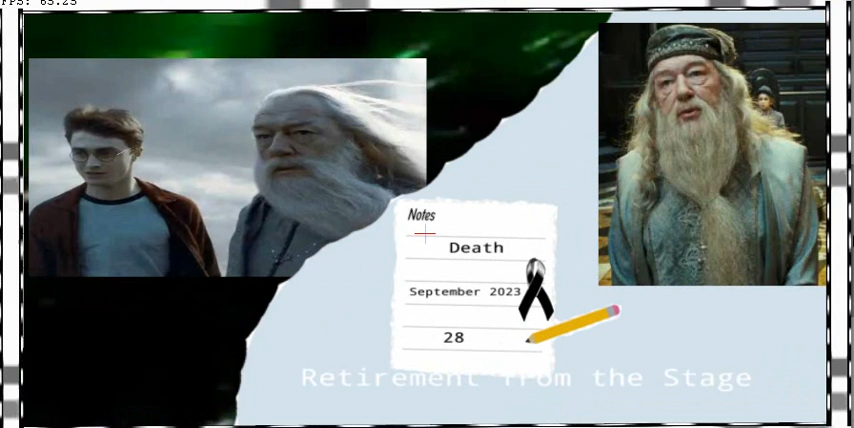 FPS: 63.25
Notes
Death
September 2023
28
Retirement from the Stage